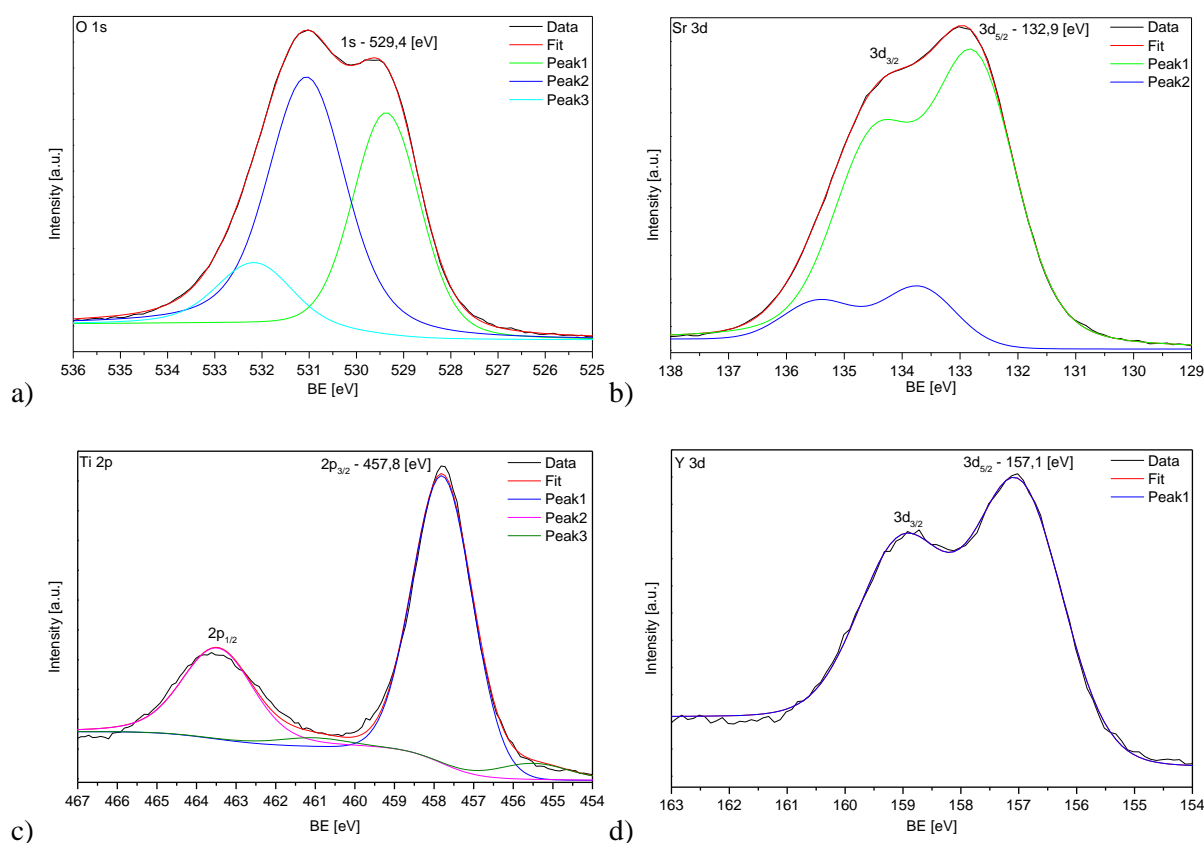 O 1s
1s - 529,4 [eV]
Data
Fit
Peak1
Peak2
Peak3
Intensity [a.u.]
536 535 534 533 532 531 530 529 528 527 526 525
BE [eV]
a)
Sr 3d
3d5/2 - 132,9 [eV]
3d3/2
Data
Fit
Peak1
Peak2
Intensity [a.u.]
138 137 136 135 134 133 132 131 130 129
BE [eV]
b)
Ti 2p
2p3/2 - 457,8 [eV]
2p1/2
Data
Fit
Peak1
Peak2
Peak3
Intensity [a.u.]
467 466 465 464 463 462 461 460 459 458 457 456 455 454
BE [eV]
c)
Y 3d
3d5/2 - 157,1 [eV]
3d3/2
Data
Fit
Peak1
Intensity [a.u.]
163 162 161 160 159 158 157 156 155 154
BE [eV]
d)